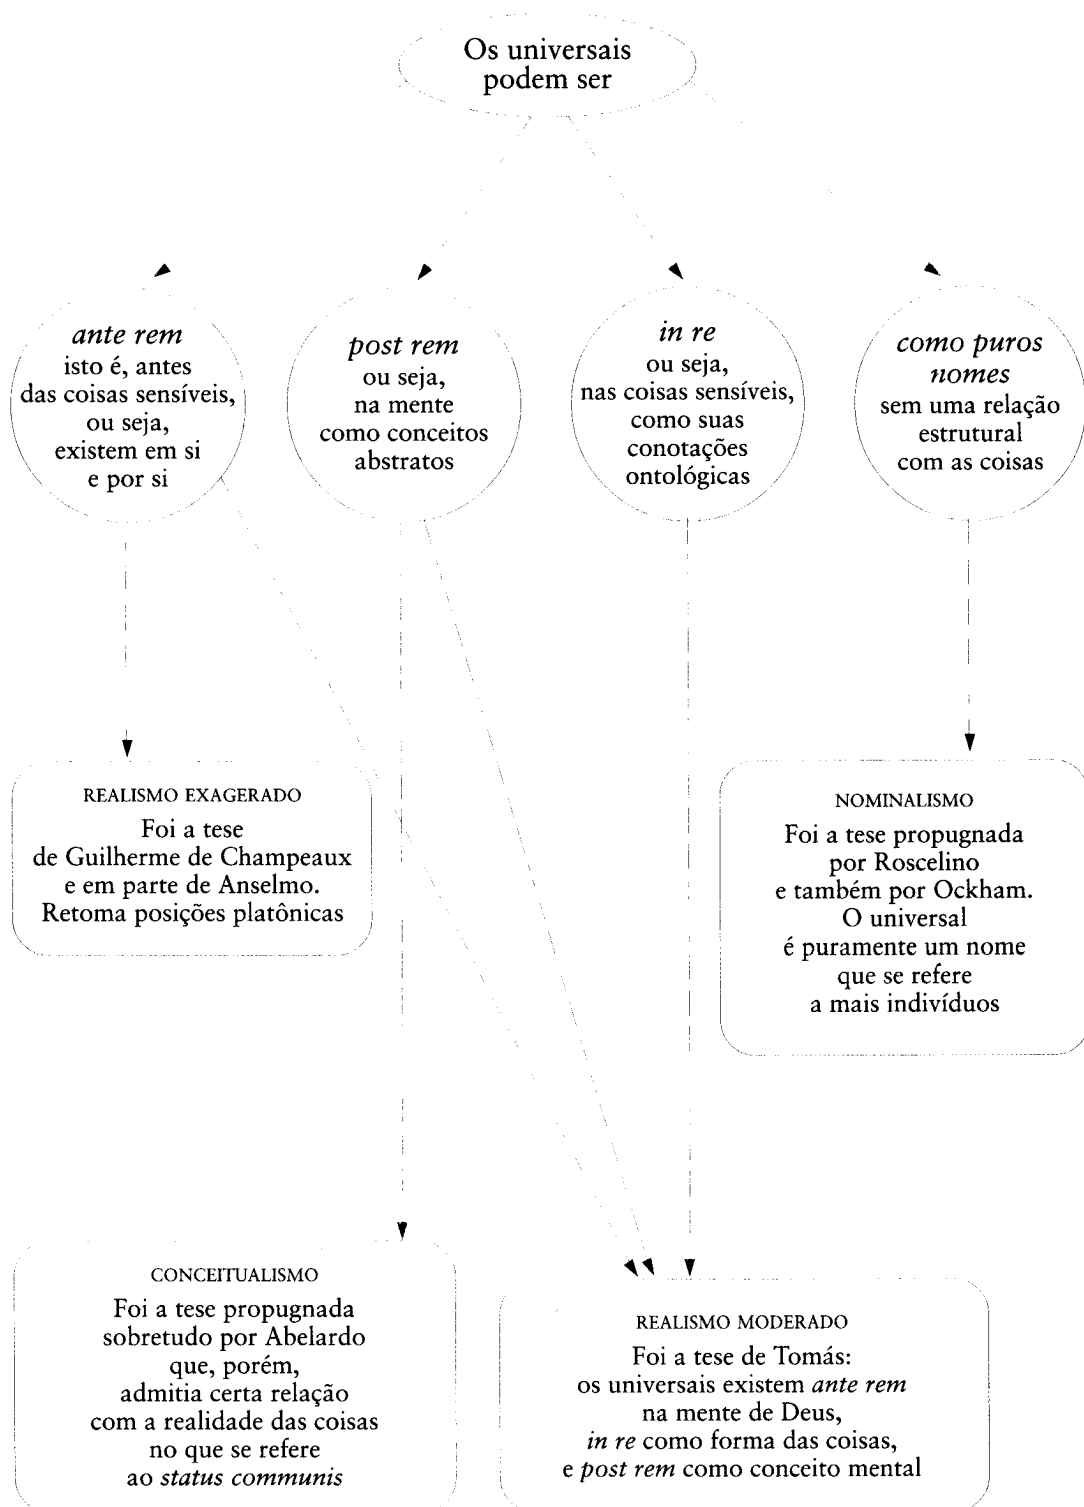 Os universais
podem ser
ante rem
isto é, antes
das coisas sensíveis,
ou seja,
existem em si
e por si
post rem
ou seja,
na mente
como conceitos
abstratos
in re
ou seja,
nas coisas sensíveis,
como suas
conotações
ontológicas
como puros
nomes
sem uma relação
estrutural
com as coisas
REALISMO EXAGERADO
Foi a tese
de Guilherme de Champeaux
e em parte de Anselmo.
Retoma posições platônicas
NOMINALISMO
Foi a tese propugnada
por Roscelino
e também por Ockham.
O universal
é puramente um nome
que se refere
a mais indivíduos
CONCEITUALISMO
Foi a tese propugnada
sobretudo por Abelardo
que, porém,
admitia certa relação
com a realidade das coisas
no que se refere
ao status communis
REALISMO MODERADO
Foi a tese de Tomás:
os universais existem ante rem
na mente de Deus,
in re como forma das coisas,
e post rem como conceito mental